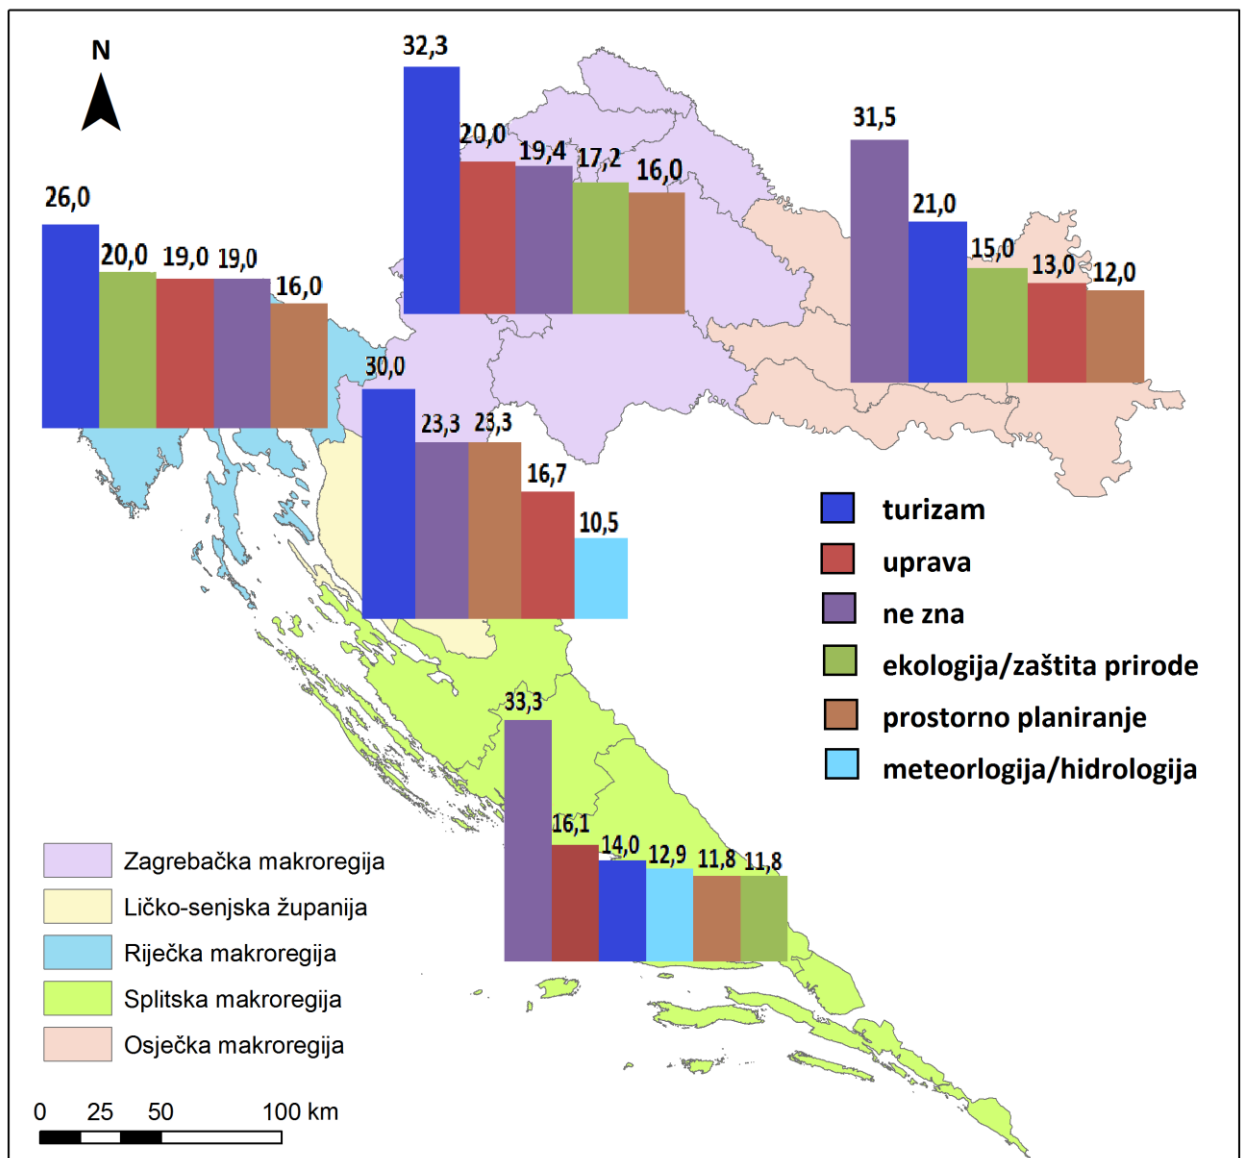 N
32,3
20,0
19,4
17,2
16,0
31,5
21,0
15,0
13,0
12,0
26,0
20,0
19,0
19,0
16,0
30,0
23,3
23,3
16,7
10,5
turizam
uprava
ne zna
ekologija/zaštita prirode
prostorno planiranje
meteorlogija/hidrologija
33,3
16,1
14,0
12,9
11,8
11,8
Zagrebačka makroregija
Ličko-senjska županija
Riječka makroregija
Splitska makroregija
Osječka makroregija
0 25 50 100 km